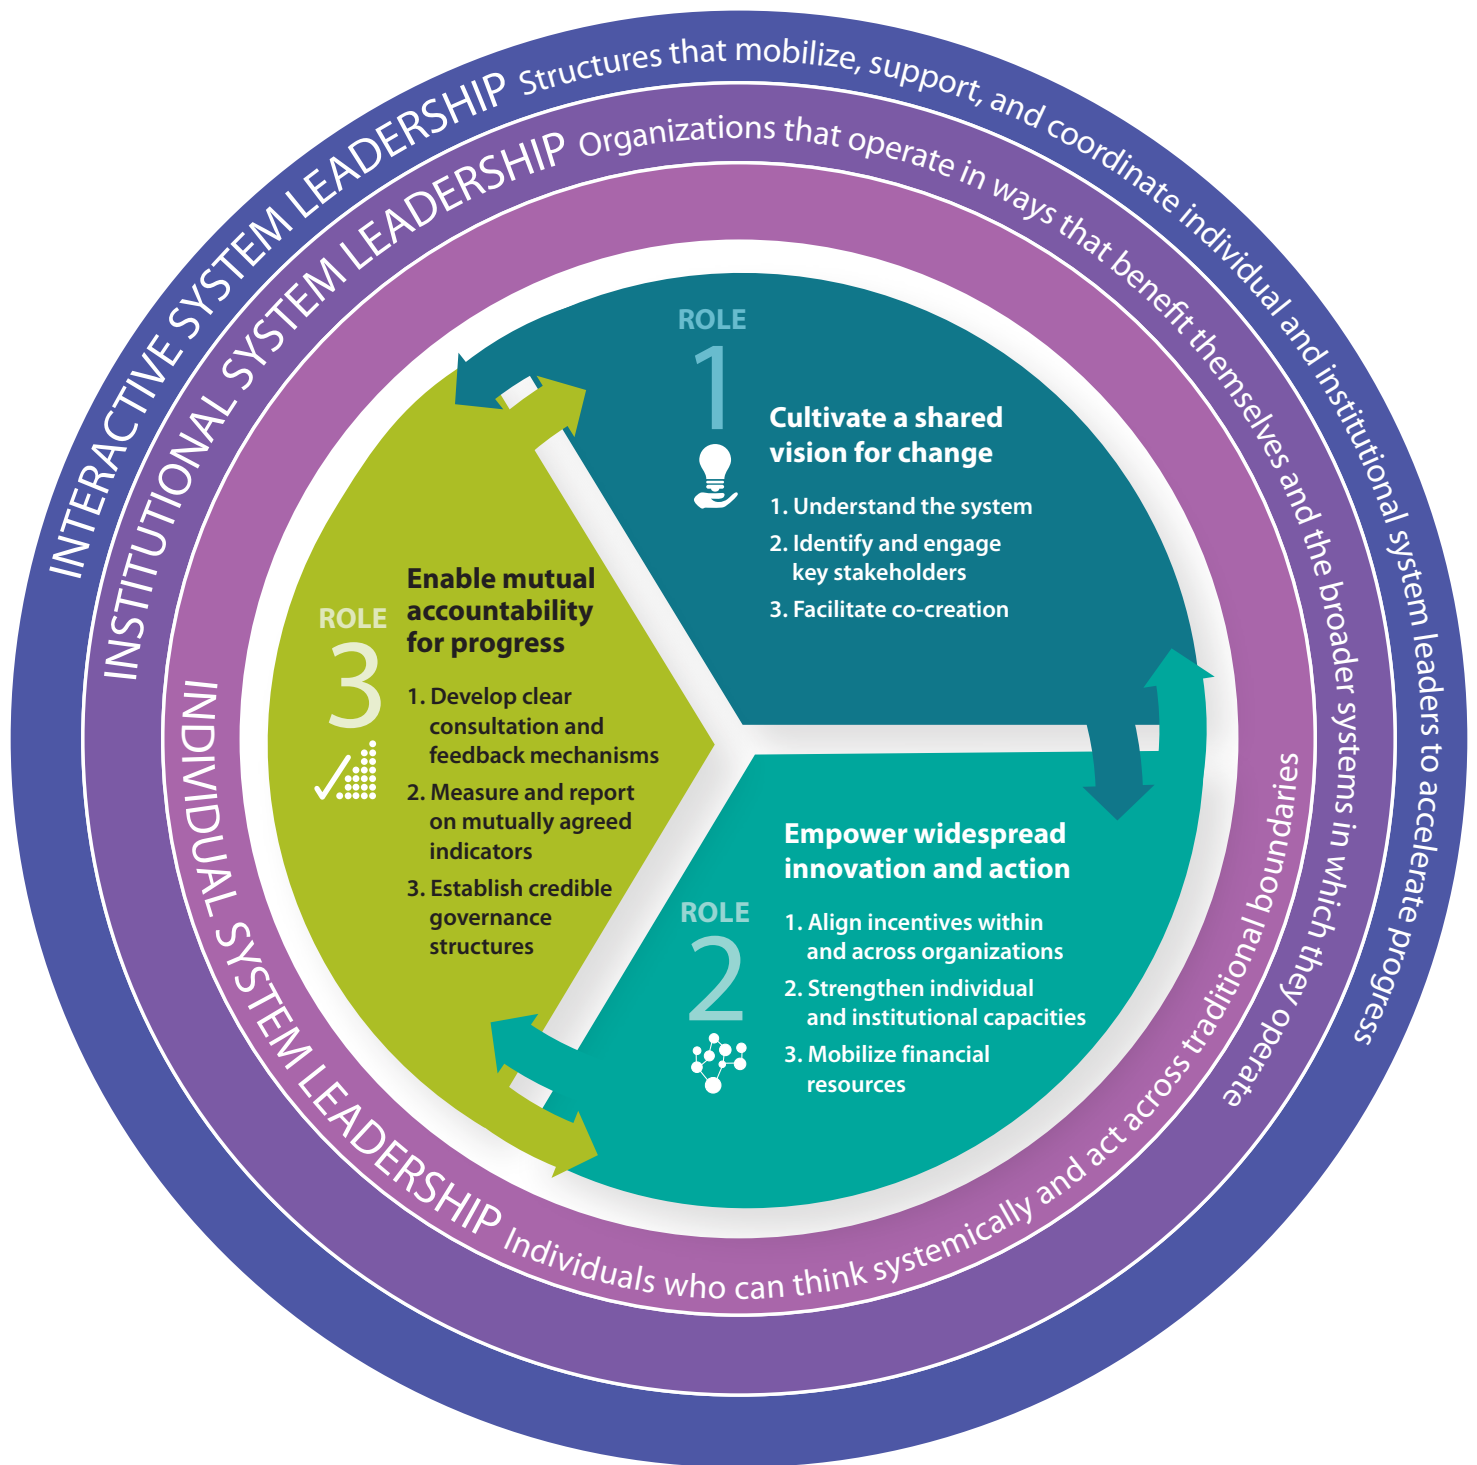 INTERACTIVE SYSTEM LEADERSHIP Structures that mobilize, support, and coordinate individual and institutional system leaders to accelerate progress
INSTITUTIONAL SYSTEM LEADERSHIP Organizations that operate in ways that benefit themselves and the broader systems in which they operate
INDIVIDUAL SYSTEM LEADERSHIP Individuals who can think systemically and act across traditional boundaries
ROLE
1
Cultivate a shared
vision for change
1. Understand the system
2. Identify and engage
key stakeholders
3. Facilitate co-creation
ROLE
2
Empower widespread
innovation and action
1. Align incentives within
and across organizations
2. Strengthen individual
and institutional capacities
3. Mobilize financial
resources
ROLE
3
Enable mutual
accountability
for progress
1. Develop clear
consultation and
feedback mechanisms
2. Measure and report
on mutually agreed
indicators
3. Establish credible
governance
structures